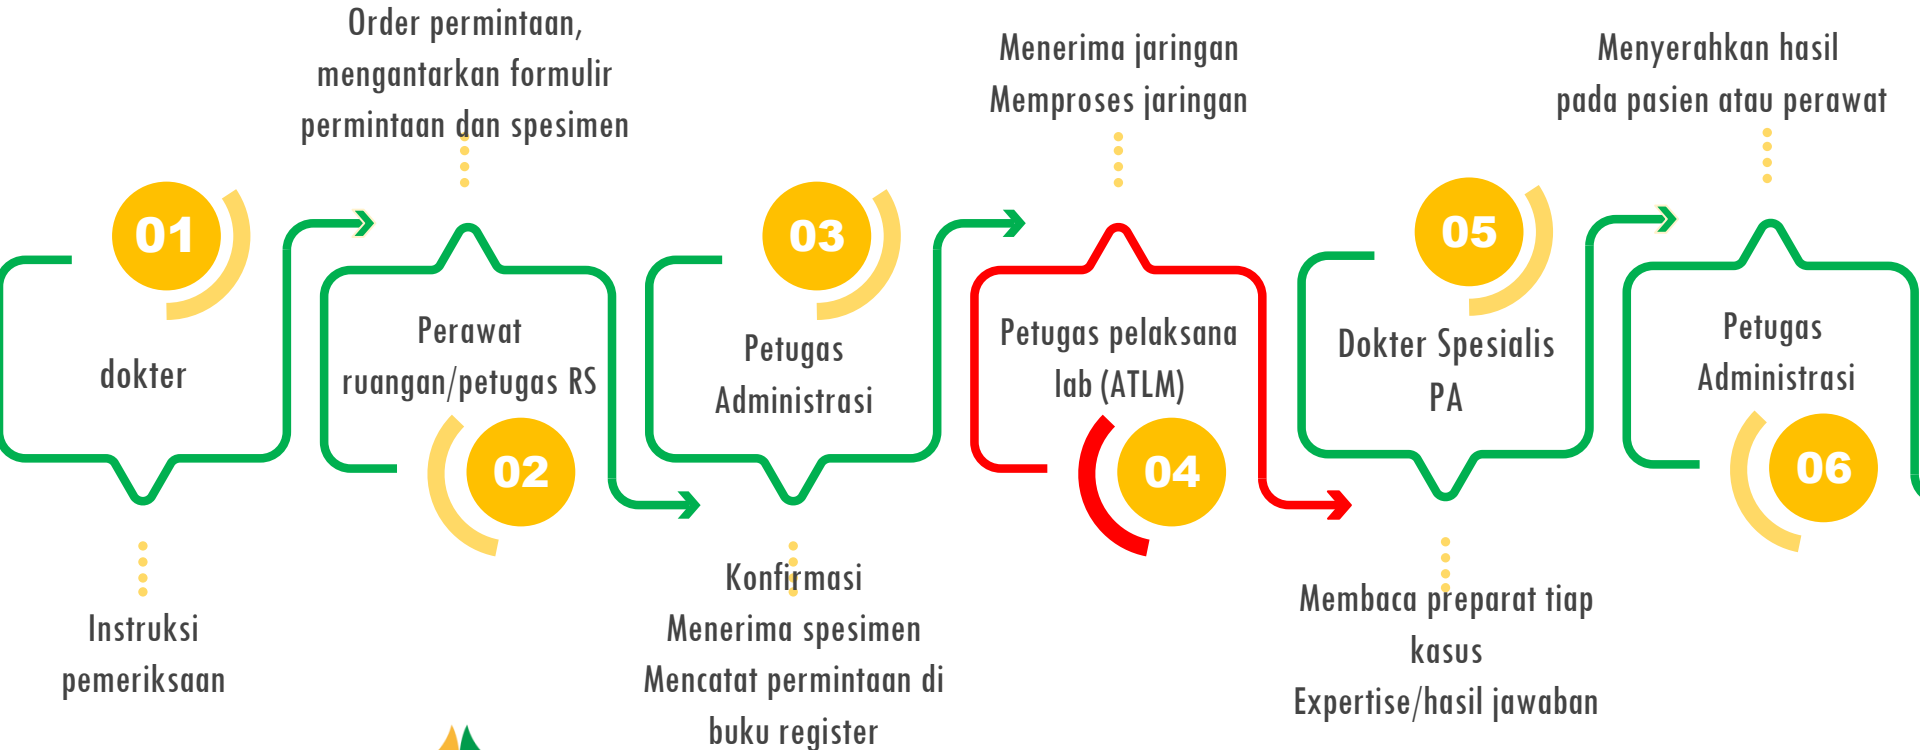 01
dokter
Instruksi
pemeriksaan
Order permintaan,
mengantarkan formulir
permintaan dan spesimen
Perawat
ruangan/petugas RS
02
03
Petugas
Administrasi
Konfirmasi
Menerima spesimen
Mencatat permintaan di
buku register
Menerima jaringan
Memproses jaringan
Petugas pelaksana
lab (ATLM)
04
05
Dokter Spesialis
PA
Membaca preparat tiap
kasus
Expertise/hasil jawaban
Menyerahkan hasil
pada pasien atau perawat
Petugas
Administrasi
06